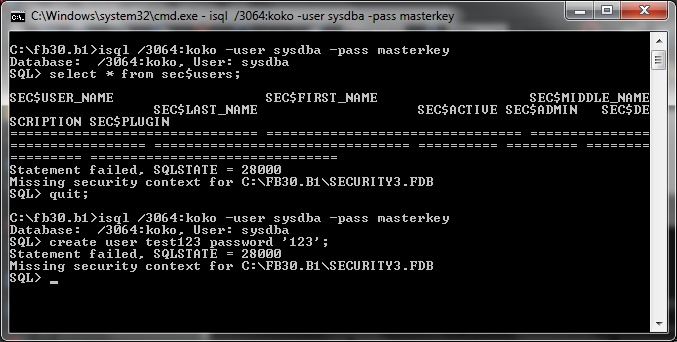 C:\Windows\system32\cmd.exe - isql /3064:koko -user sysdba -pass masterkey
C:\fb30.b1>isql /3064:koko -user sysdba -pass masterkey
Database:  /3064:koko, User: sysdba
SQL> select * from sec$users;
SEC$USER_NAME                   SEC$FIRST_NAME                   SEC$MIDDLE_NAME
                  SEC$LAST_NAME                    SEC$ACTIVE SEC$ADMIN   SEC$DE
SCRIPTION SEC$PLUGIN
=============================== ================================ ===============
================= ================================ ========== ========= ========
========= ===============================
Statement failed, SQLSTATE = 28000
Missing security context for C:\FB30.B1\SECURITY3.FDB
SQL> quit;
C:\fb30.b1>isql /3064:koko -user sysdba -pass masterkey
Database:  /3064:koko, User: sysdba
SQL> create user test123 password '123';
Statement failed, SQLSTATE = 28000
Missing security context for C:\FB30.B1\SECURITY3.FDB
SQL> _